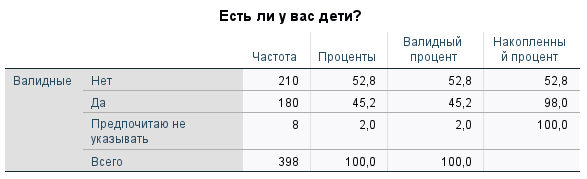 Есть ли у вас дети?
Частота Проценты Валидный процент Накопленный процент
Валидные Нет 210 52,8 52,8 52,8
Да 180 45,2 45,2 98,0
Предпочитаю не указывать 8 2,0 2,0 100,0
Всего 398 100,0 100,0